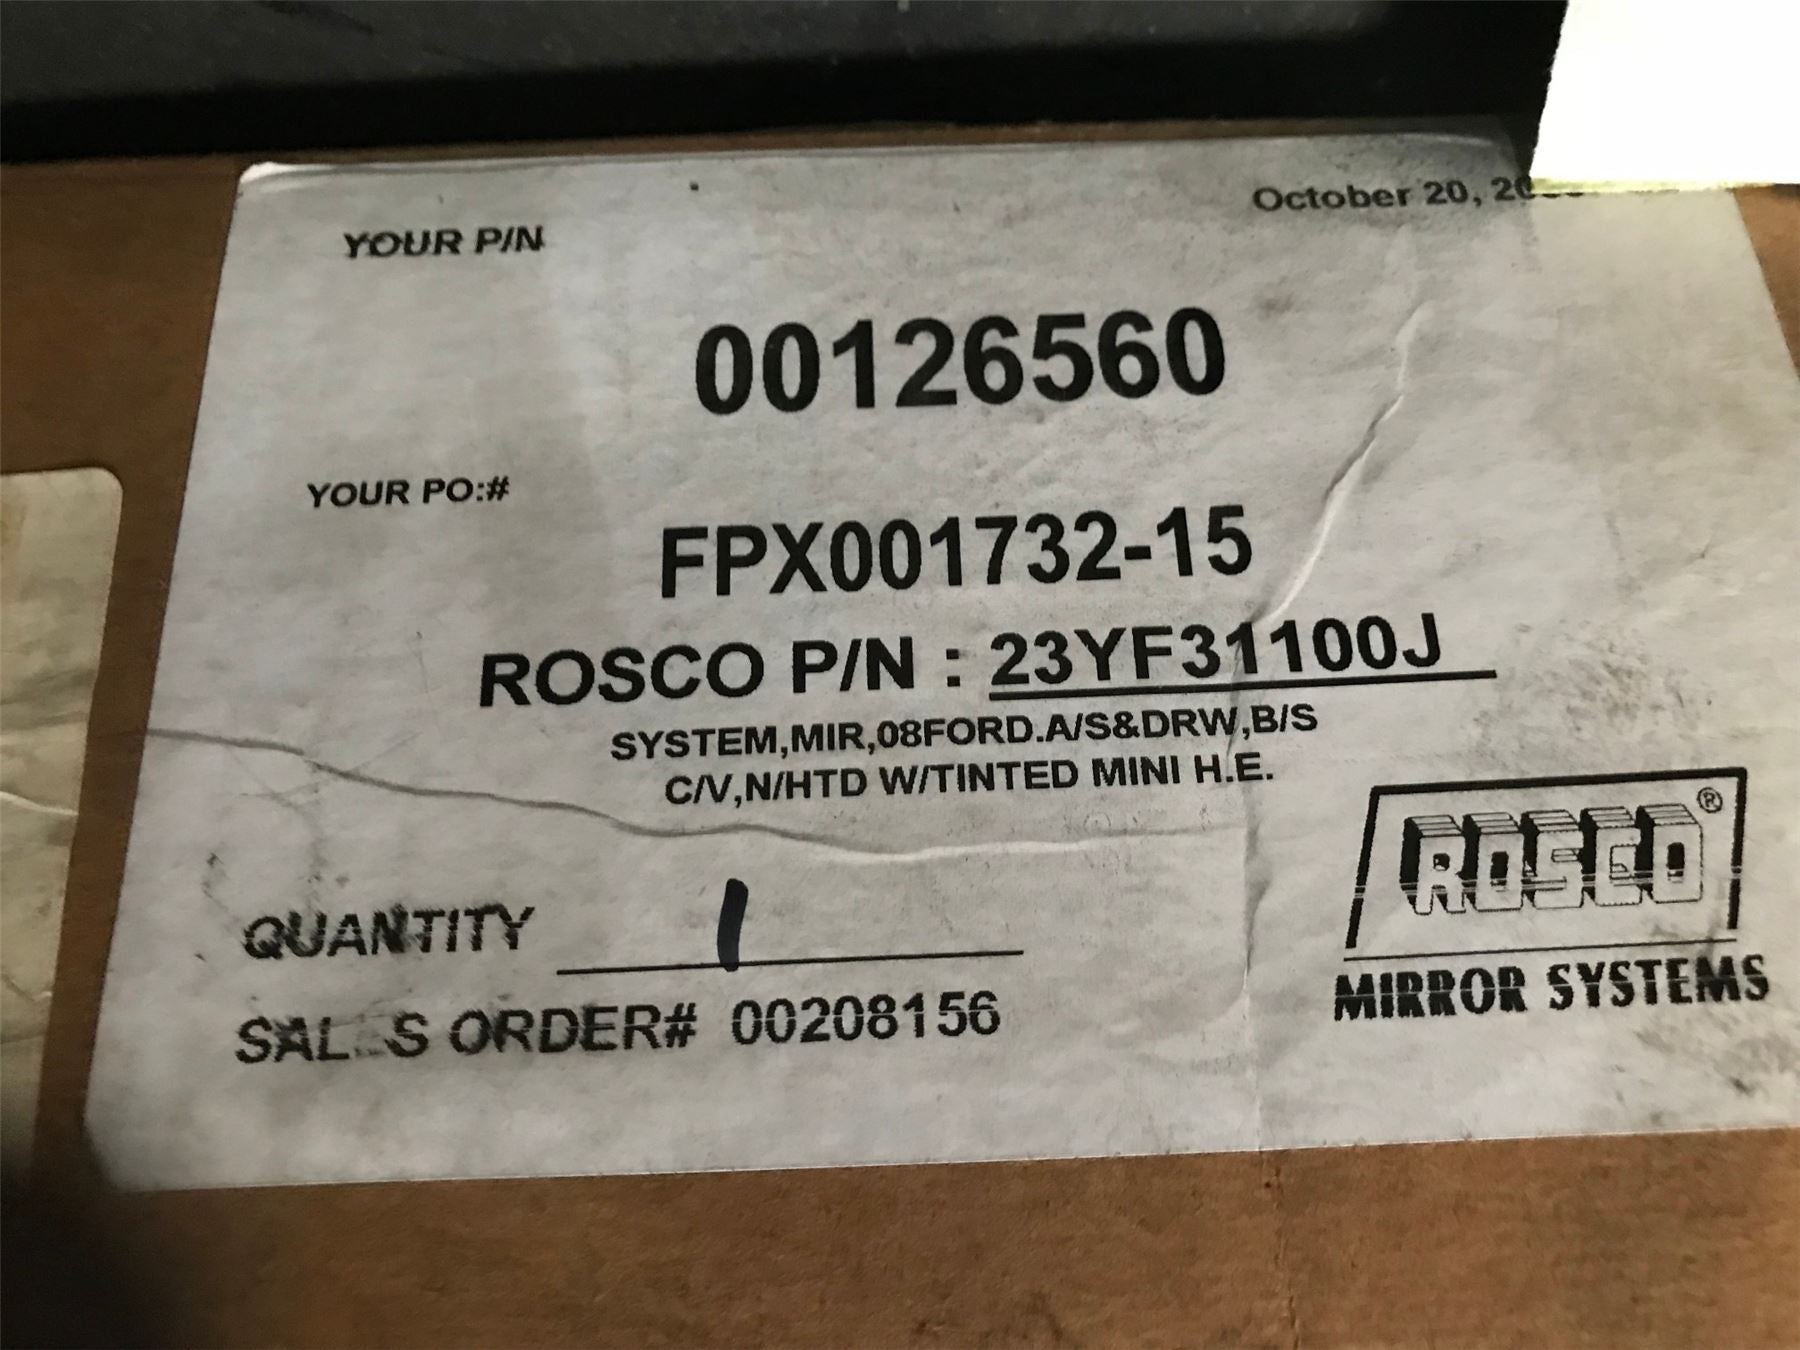 October 20,
YOUR P/N
00126560
YOUR PO:#
FPX001732-15
ROSCO P/N : 23YF31100J
SYSTEM,MIR,08FORD.A/S&DRW,B/S
C/V,N/HTD W/TINTED MINI H.E.
ROSCO®
MIRROR SYSTEMS
QUANTITY 1
SALES ORDER# 00208156